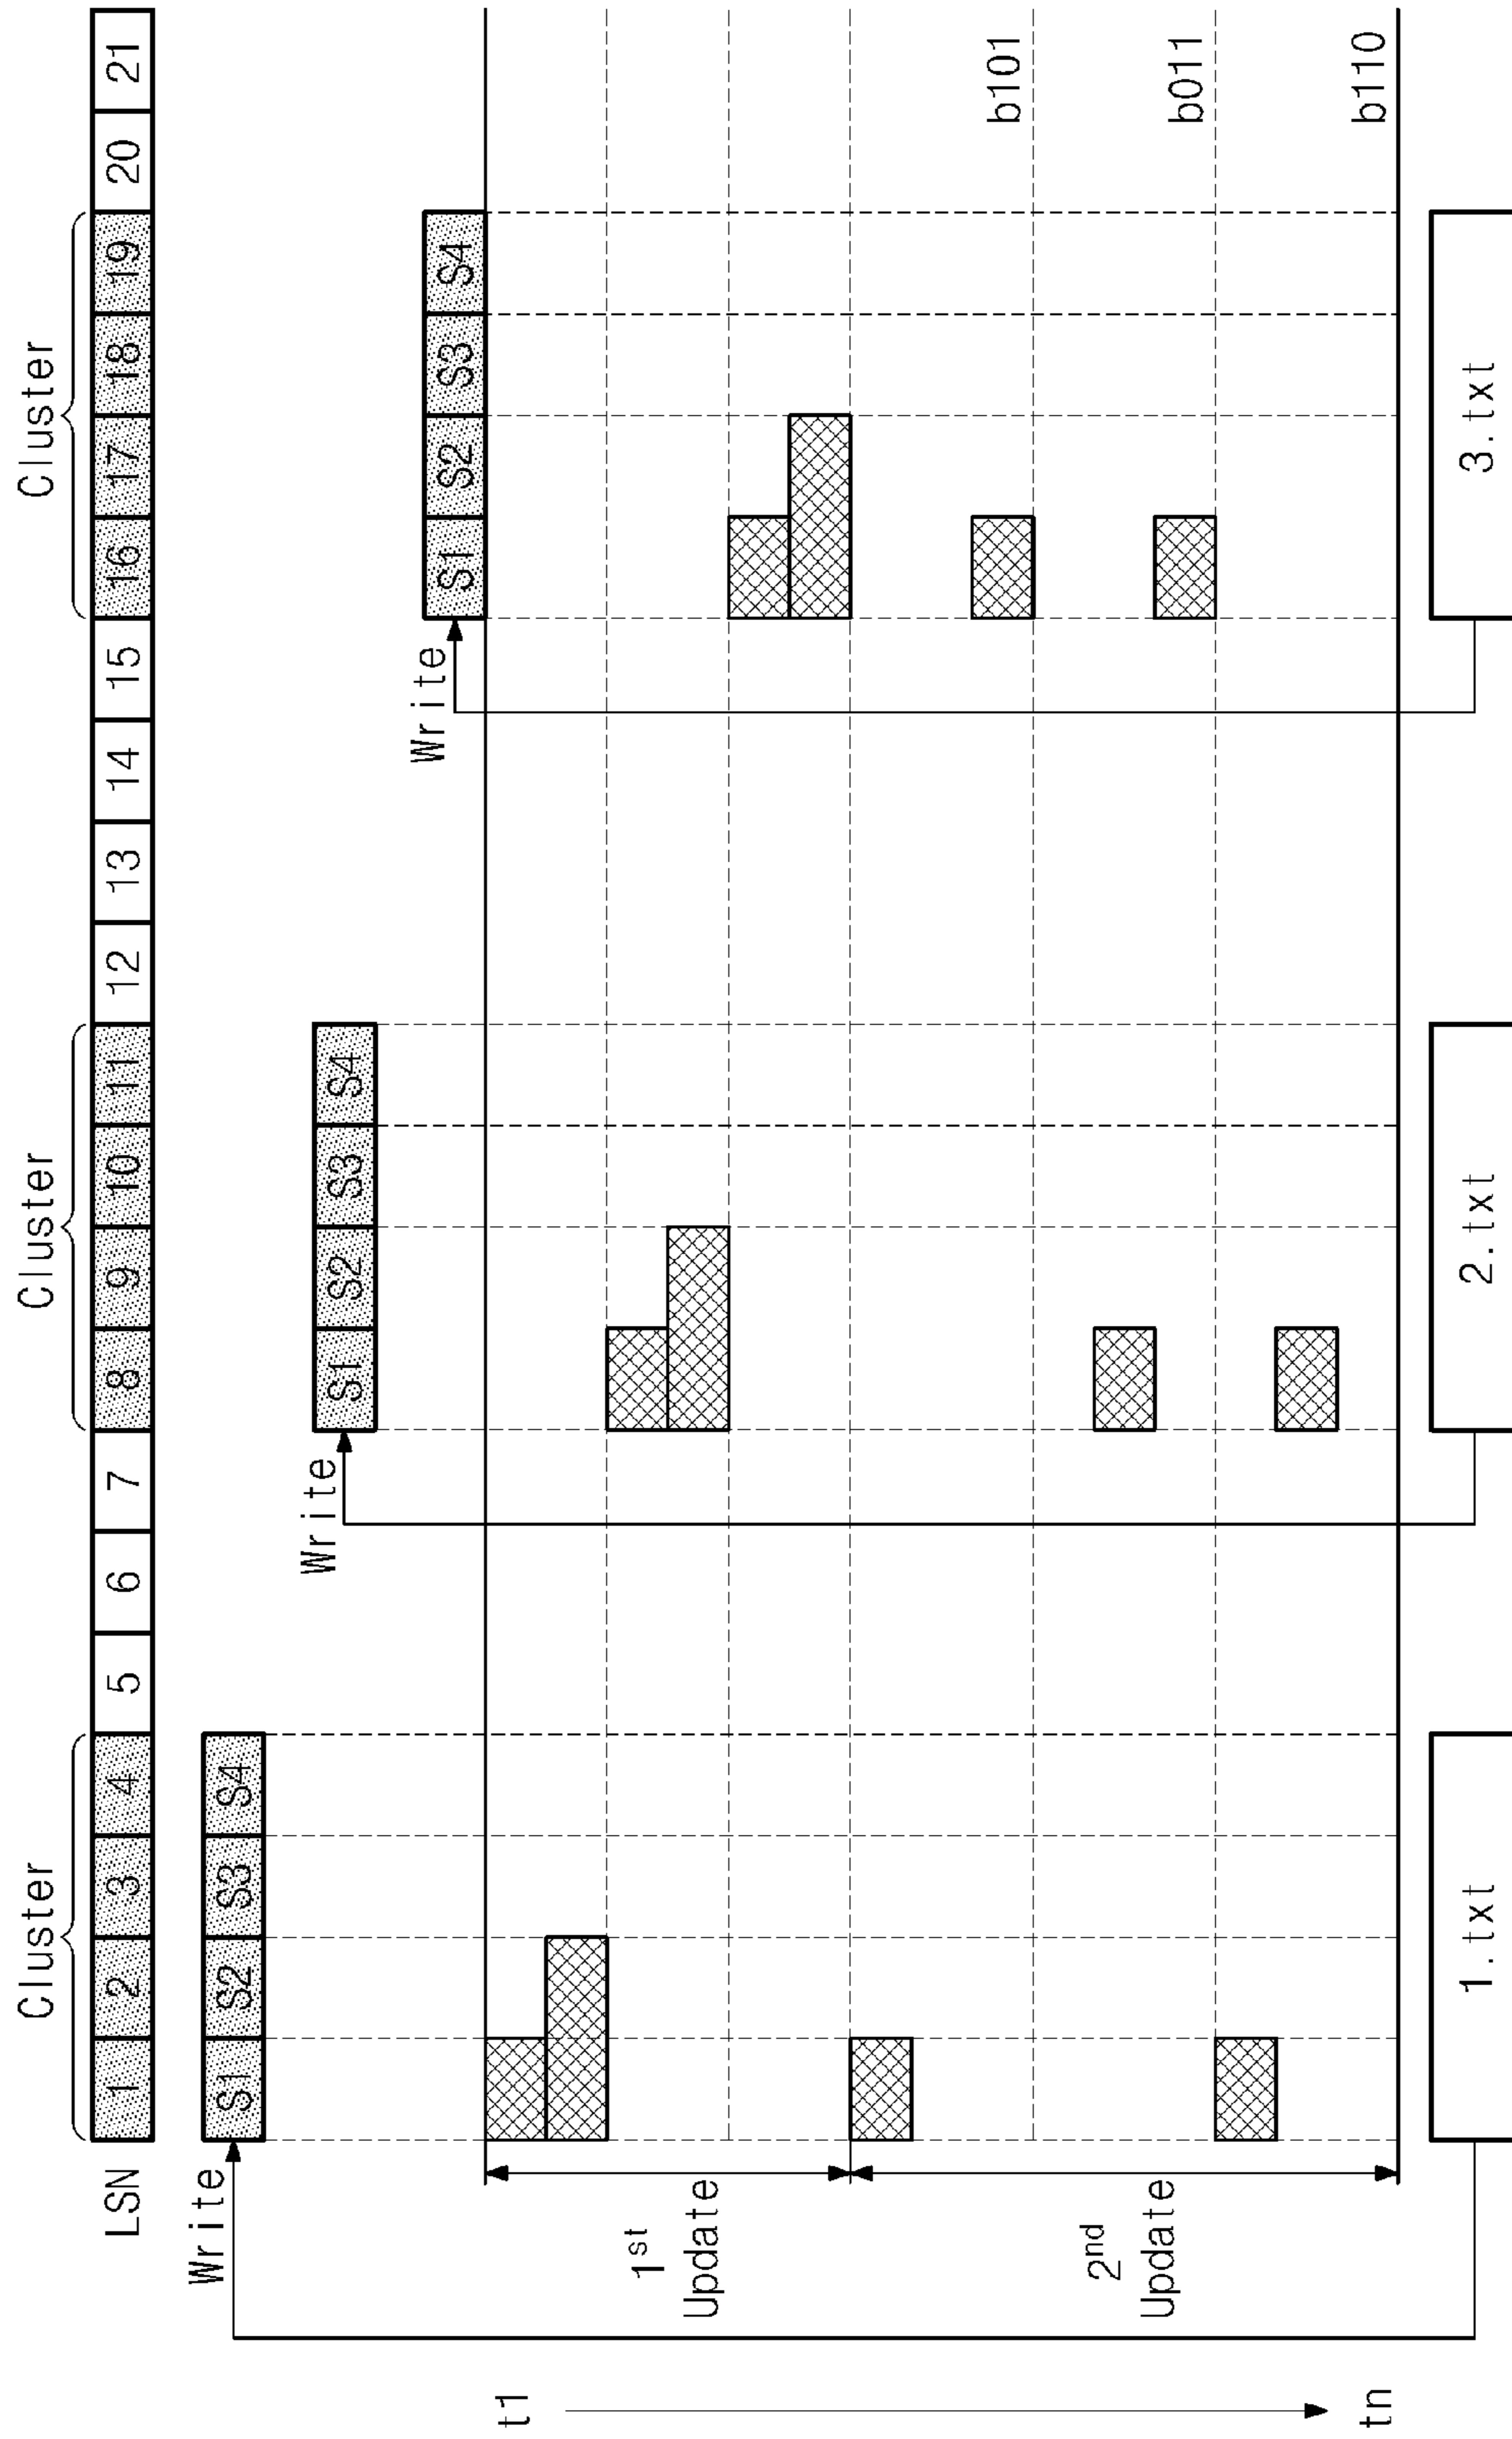 Cluster Cluster Cluster
LSN 1 2 3 4 5 6 7 8 9 10 11 12 13 14 15 16 17 18 19 20 21
Write S1 S2 S3 S4
Write S1 S2 S3 S4
Write S1 S2 S3 S4
t1
1st
Update
b101
2nd
Update
b011
tn
b110
1.txt 2.txt 3.txt